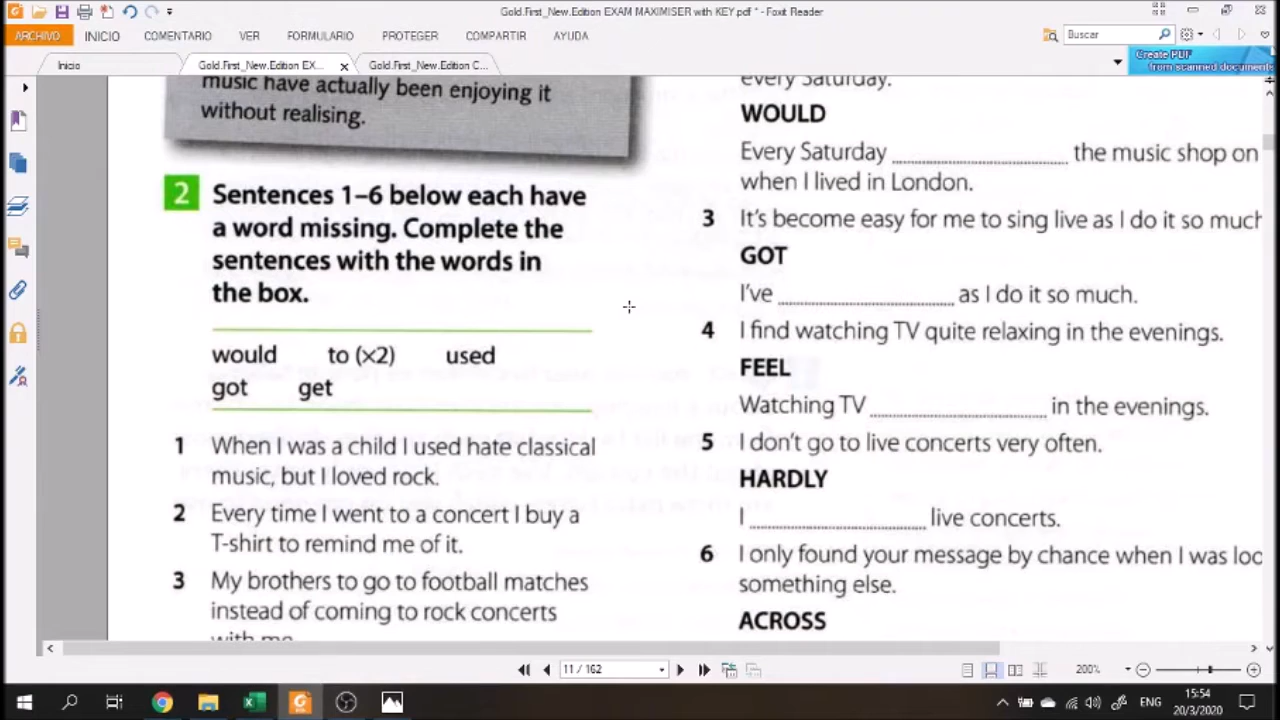 Gold.First_New.Edition EXAM MAXIMISER with KEY.pdf * - Foxit Reader
ARCHIVO INICIO COMENTARIO VER FORMULARIO PROTEGER COMPARTIR AYUDA
Buscar
Inicio
Gold.First_New.Edition EX...
Gold.First_New.Edition C...
Create PDF
from scanned documents
music have actually been enjoying it
without realising.
2 Sentences 1–6 below each have
a word missing. Complete the
sentences with the words in
the box.
would to (×2) used
got get
1 When I was a child I used hate classical
music, but I loved rock.
2 Every time I went to a concert I buy a
T-shirt to remind me of it.
3 My brothers to go to football matches
instead of coming to rock concerts
with me.
every Saturday.
WOULD
Every Saturday the music shop on
when I lived in London.
3 It's become easy for me to sing live as I do it so much
GOT
I've as I do it so much.
4 I find watching TV quite relaxing in the evenings.
FEEL
Watching TV in the evenings.
5 I don't go to live concerts very often.
HARDLY
I live concerts.
6 I only found your message by chance when I was loo
something else.
ACROSS
11 / 162
200%
ENG
15:54
20/3/2020